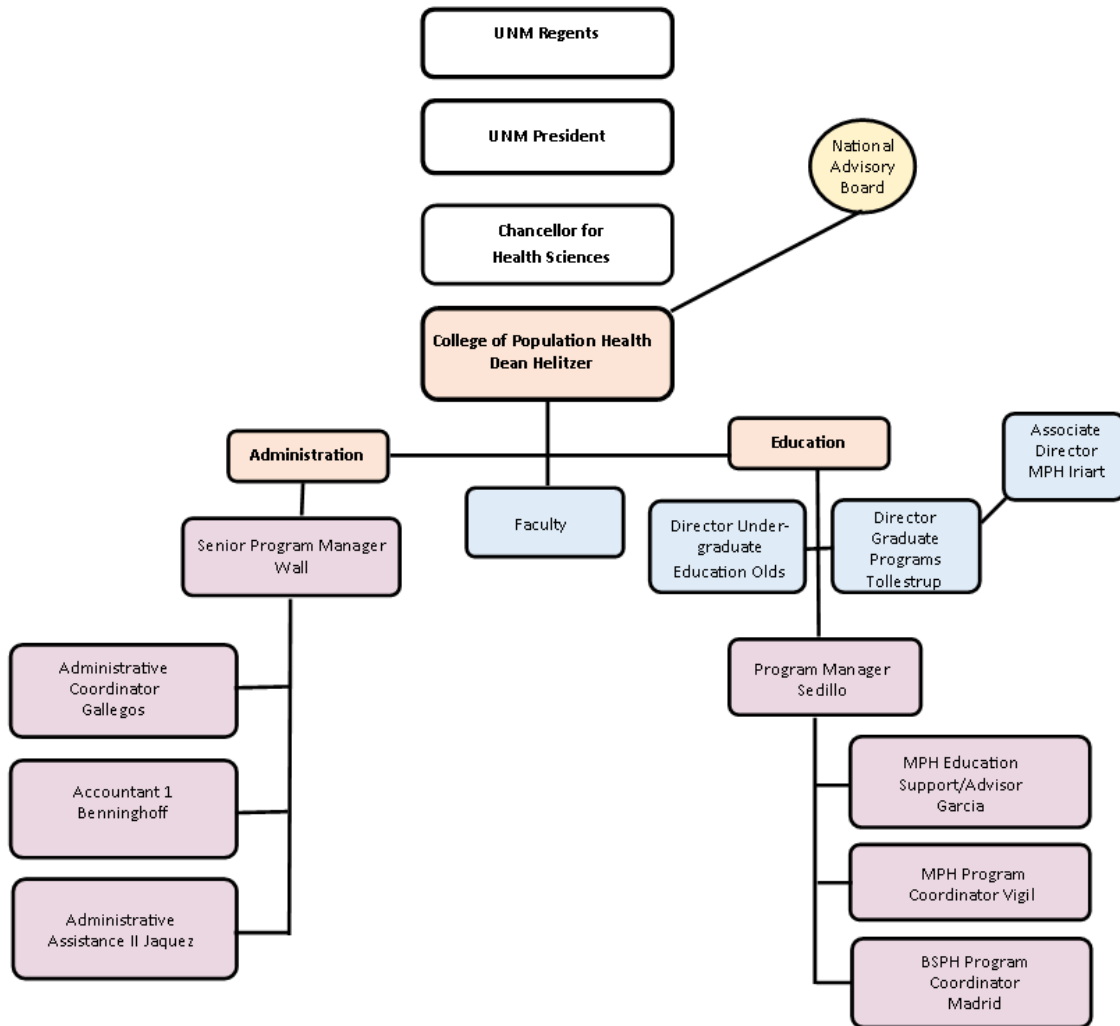 UNM Regents
UNM President
National
Advisory
Board
Chancellor for
Health Sciences
College of Population Health
Dean Helitzer
Administration
Education
Associate
Director
MPH Iriart
Faculty
Senior Program Manager
Wall
Director Under-
graduate
Education Olds
Director
Graduate
Programs
Tollestrup
Administrative
Coordinator
Gallegos
Program Manager
Sedillo
Accountant 1
Benninghoff
MPH Education
Support/Advisor
Garcia
MPH Program
Coordinator Vigil
Administrative
Assistance II Jaquez
BSPH Program
Coordinator
Madrid